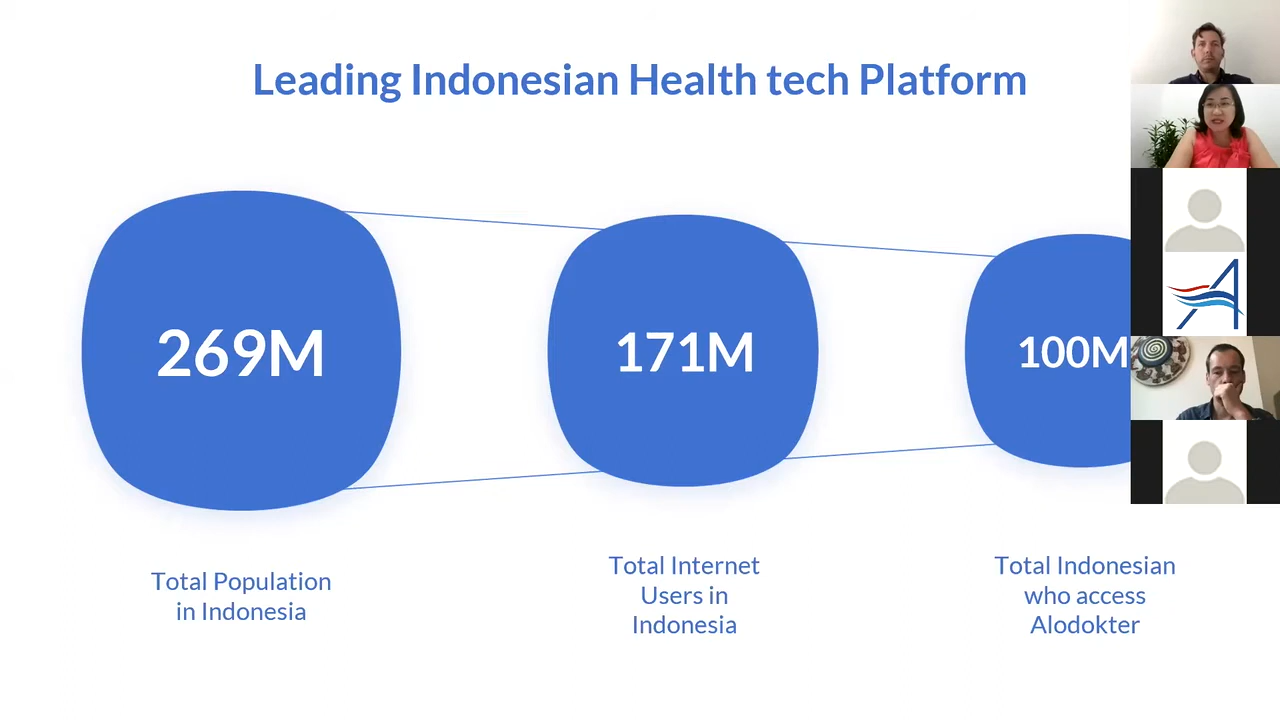 Leading Indonesian Health tech Platform
269M
171M
100M
Total Population
in Indonesia
Total Internet
Users in
Indonesia
Total Indonesian
who access
Alodokter